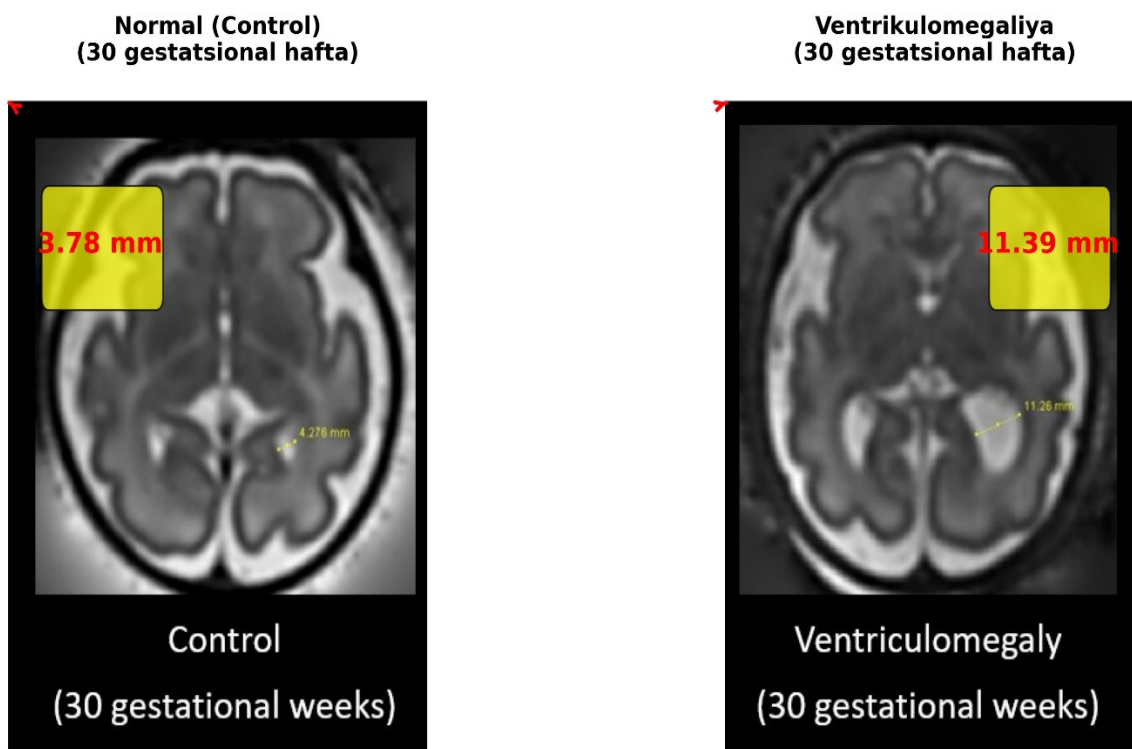 Normal (Control)
(30 gestatsional hafta)
3.78 mm
4.276 mm
Control
(30 gestational weeks)
Ventrikulomegaliya
(30 gestatsional hafta)
11.39 mm
11.26 mm
Ventriculomegaly
(30 gestational weeks)